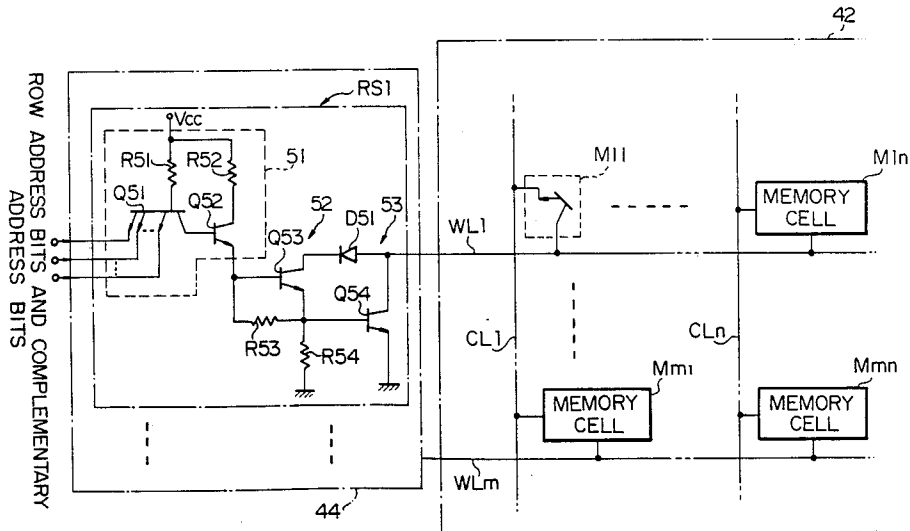 42
RS1
Vcc
R51
R52
51
Q51
Q52
Q53
52
D51
53
Q54
R53
R54
ROW ADDRESS BITS AND COMPLEMENTARY
ADDRESS BITS
44
WL1
M11
M1n
MEMORY
CELL
CL1
CLn
Mm1
MEMORY
CELL
Mmn
MEMORY
CELL
WLm